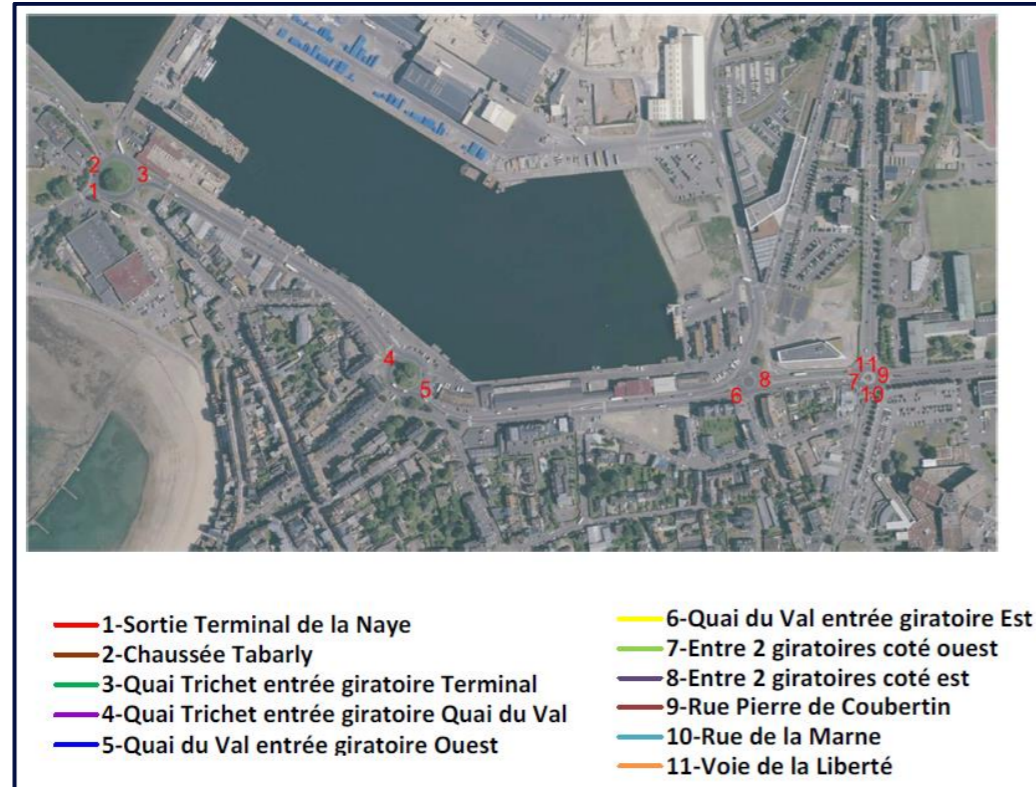 2
1
3
4
5
6
8
7
11
9
10
1-Sortie Terminal de la Naye
2-Chaussée Tabarly
3-Quai Trichet entrée giratoire Terminal
4-Quai Trichet entrée giratoire Quai du Val
5-Quai du Val entrée giratoire Ouest
6-Quai du Val entrée giratoire Est
7-Entre 2 giratoires coté ouest
8-Entre 2 giratoires coté est
9-Rue Pierre de Coubertin
10-Rue de la Marne
11-Voie de la Liberté